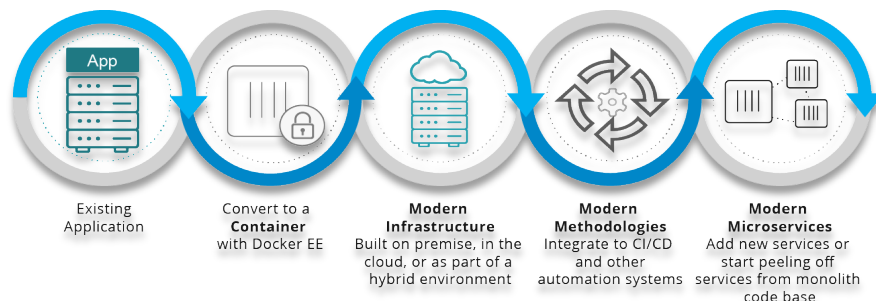 App
Existing
Application
Convert to a
Container
with Docker EE
Modern
Infrastructure
Built on premise, in the
cloud, or as part of a
hybrid environment
Modern
Methodologies
Integrate to CI/CD
and other
automation systems
Modern
Microservices
Add new services or
start peeling off
services from monolith
code base